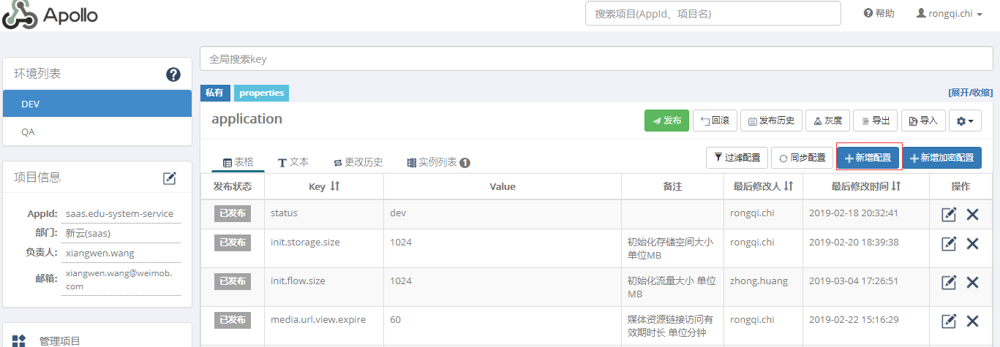 Apollo
搜索项目(AppId、项目名)
帮助
rongqi.chi
环境列表
DEV
QA
项目信息
AppId: saas.edu-system-service
部门: 新云(saas)
负责人: xiangwen.wang
邮箱: xiangwen.wang@weimob.
com
管理项目
全局搜索key
私有 properties [展开/收缩]
application
发布 回滚 发布历史 灰度 导出 导入
过滤配置 同步配置 新增配置 新增加密配置
表格 文本 更改历史 实例列表 1
发布状态 Key Value 备注 最后修改人 最后修改时间 操作
已发布 status dev rongqi.chi 2019-02-18 20:32:41
已发布 init.storage.size 1024 初始化存储空间大小 rongqi.chi 2019-02-20 18:39:38
单位MB
已发布 init.flow.size 1024 初始化流量大小 单位 zhong.huang 2019-03-04 17:26:51
MB
已发布 media.url.view.expire 60 媒体资源链接访问有 rongqi.chi 2019-02-22 15:16:29
效期时长 单位分钟